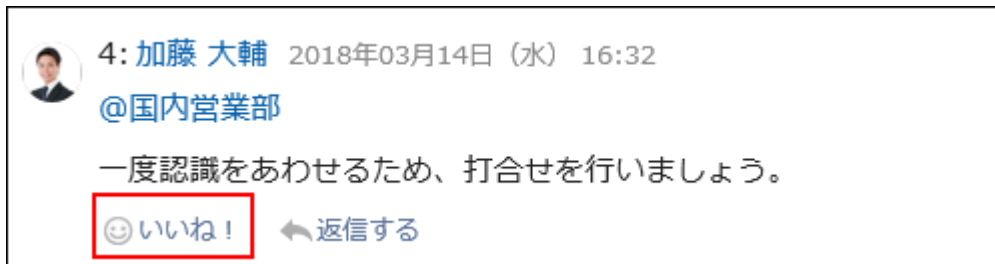 4: 加藤 大輔 2018年03月14日（水） 16:32
@国内営業部
一度認識をあわせるため、打合せを行いましょう。
いいね！ 返信する